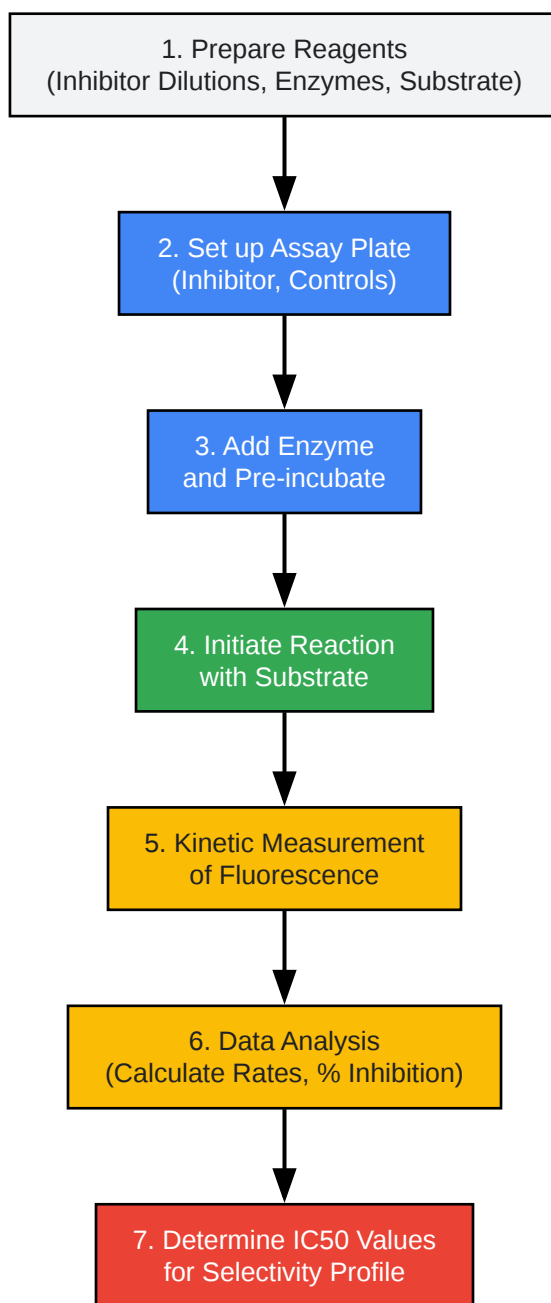 1. Prepare Reagents
(Inhibitor Dilutions, Enzymes, Substrate)
2. Set up Assay Plate
(Inhibitor, Controls)
3. Add Enzyme
and Pre-incubate
4. Initiate Reaction
with Substrate
5. Kinetic Measurement
of Fluorescence
6. Data Analysis
(Calculate Rates, % Inhibition)
7. Determine IC50 Values
for Selectivity Profile